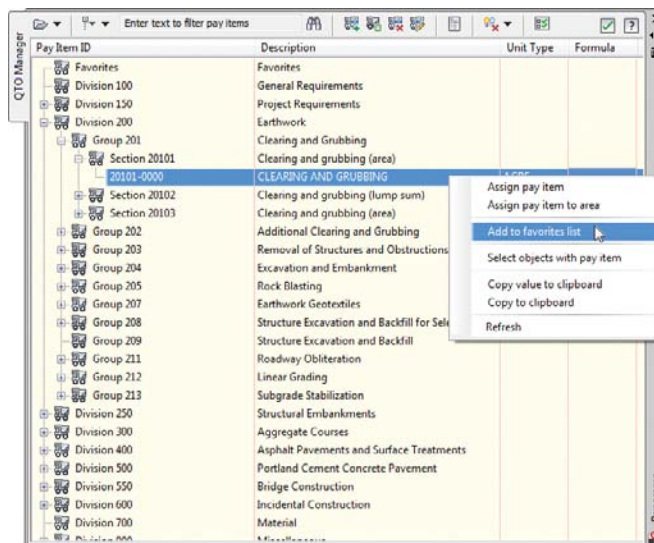 QTO Manager
Enter text to filter pay items
Pay Item ID Description Unit Type Formula
Favorites Favorites
Division 100 General Requirements
Division 150 Project Requirements
Division 200 Earthwork
Group 201 Clearing and Grubbing
Section 20101 Clearing and grubbing (area)
20101-0000 CLEARING AND GRUBBING
Section 20102 Clearing and grubbing (lump sum)
Section 20103 Clearing and grubbing (area)
Group 202 Additional Clearing and Grubbing
Group 203 Removal of Structures and Obstructions
Group 204 Excavation and Embankment
Group 205 Rock Blasting
Group 207 Earthwork Geotextiles
Group 208 Structure Excavation and Backfill for Sel
Group 209 Structure Excavation and Backfill
Group 211 Roadway Obliteration
Group 212 Linear Grading
Group 213 Subgrade Stabilization
Division 250 Structural Embankments
Division 300 Aggregate Courses
Division 400 Asphalt Pavements and Surface Treatments
Division 500 Portland Cement Concrete Pavement
Division 550 Bridge Construction
Division 600 Incidental Construction
Division 700 Material
Assign pay item
Assign pay item to area
Add to favorites list
Select objects with pay item
Copy value to clipboard
Copy to clipboard
Refresh